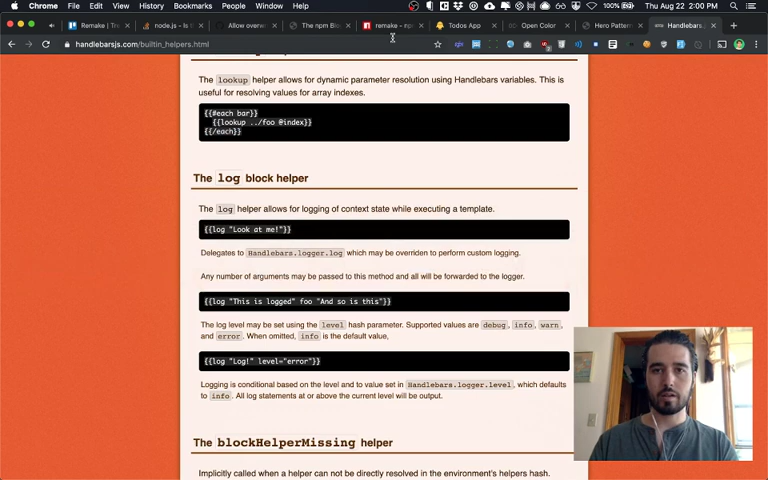 Chrome File Edit View History Bookmarks People Window Help 100% Thu Aug 22 2:00 PM
Remake | Tre node.js - Is t Allow overw The npm Blo remake - npm Todos App Open Color Hero Pattern Handlebars.j
handlebarsjs.com/builtin_helpers.html
The lookup helper allows for dynamic parameter resolution using Handlebars variables. This is
useful for resolving values for array indexes.
{{#each bar}}
{{lookup ../foo @index}}
{{/each}}
The log block helper
The log helper allows for logging of context state while executing a template.
{{log "Look at me!"}}
Delegates to Handlebars.logger.log which may be overriden to perform custom logging.
Any number of arguments may be passed to this method and all will be forwarded to the logger.
{{log "This is logged" foo "And so is this"}}
The log level may be set using the level hash parameter. Supported values are debug, info, warn,
and error. When omitted, info is the default value,
{{log "Log!" level="error"}}
Logging is conditional based on the level and to value set in Handlebars.logger.level, which defaults
to info. All log statements at or above the current level will be output.
The blockHelperMissing helper
Implicitly called when a helper can not be directly resolved in the environment's helpers hash.